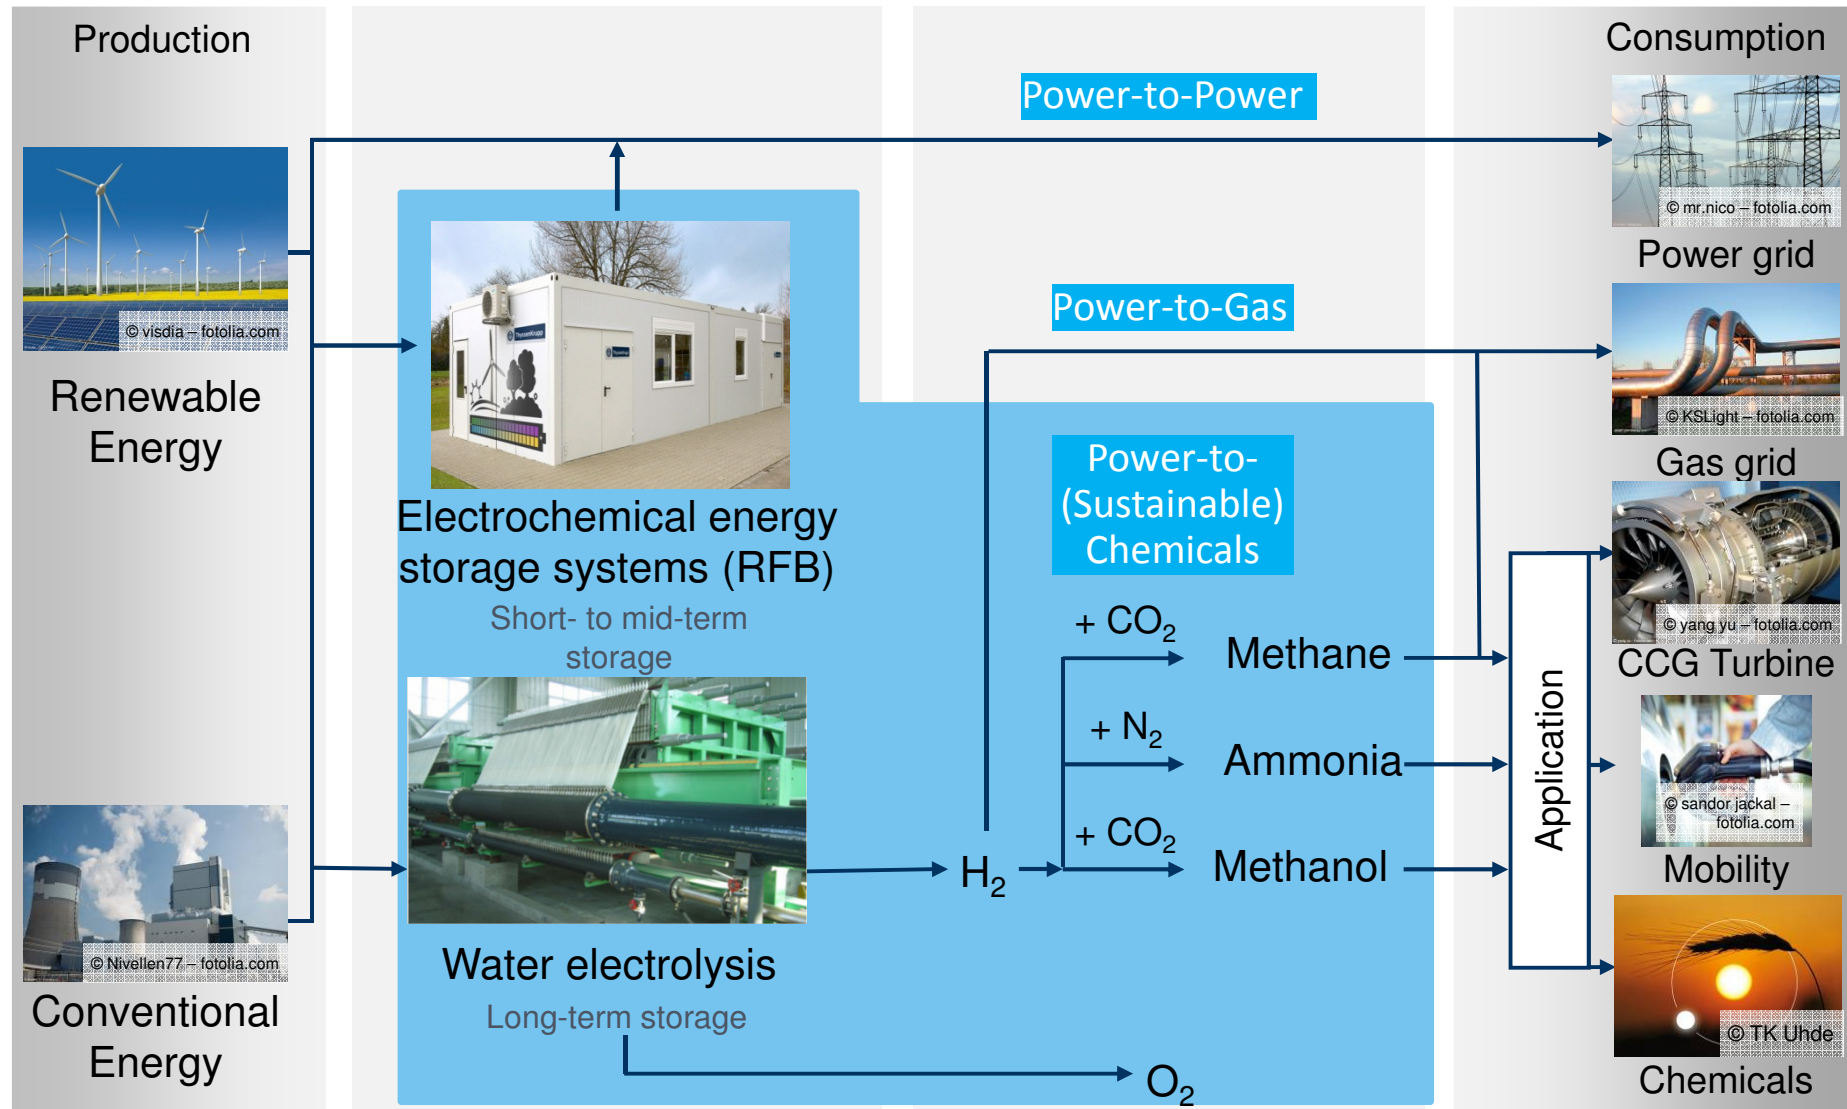 Production
Consumption
Power-to-Power
© mr.nico – fotolia.com
Power grid
© visdia – fotolia.com
Renewable
Energy
ThyssenKrupp
Electrochemical energy
storage systems (RFB)
Short- to mid-term
storage
Power-to-Gas
© KSLight – fotolia.com
Gas grid
Power-to-
(Sustainable)
Chemicals
© yang yu – fotolia.com
CCG Turbine
+ CO₂
Methane
+ N₂
Ammonia
+ CO₂
Methanol
H₂
Application
© sandor jackal –
fotolia.com
Mobility
© Nivellen77 – fotolia.com
Conventional
Energy
Water electrolysis
Long-term storage
O₂
© TK Uhde
Chemicals